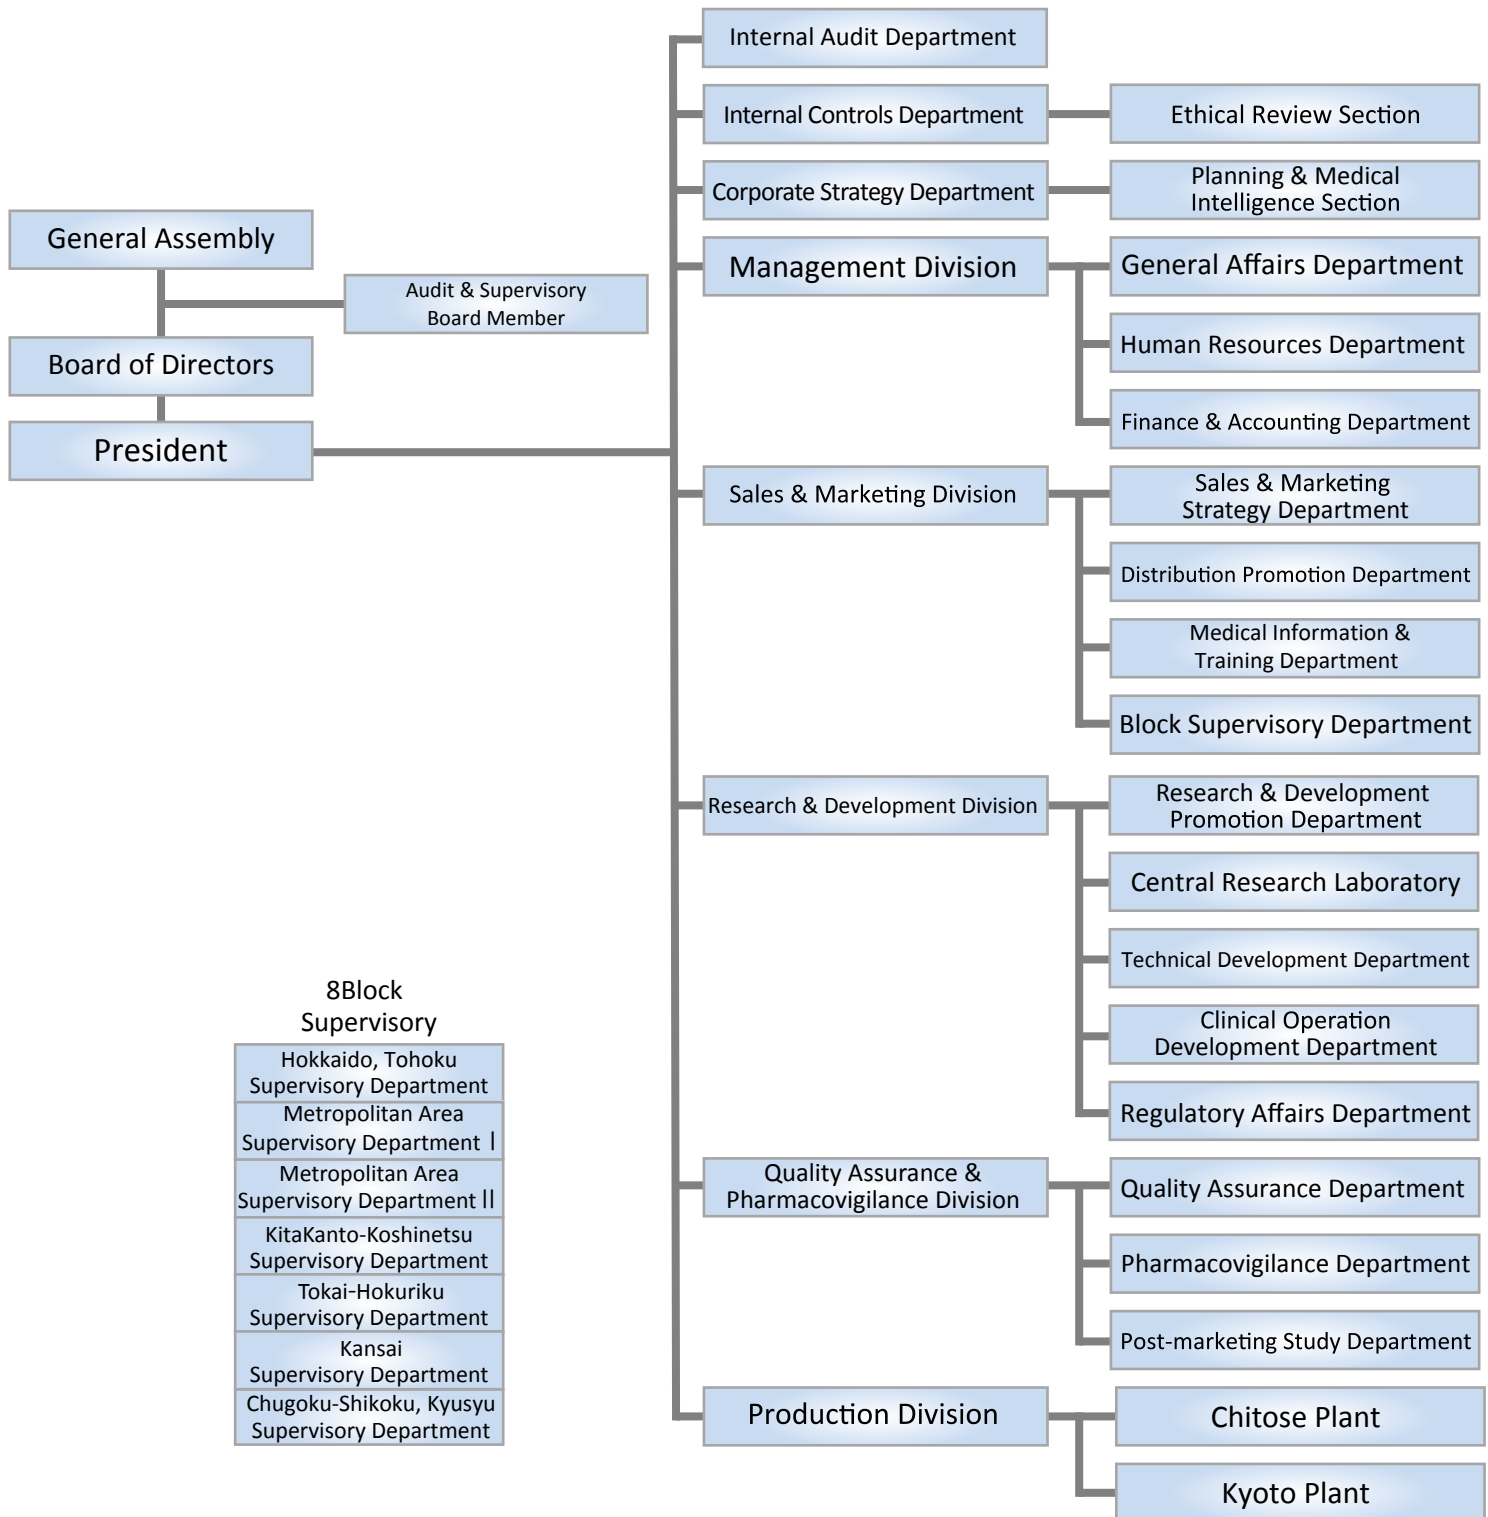 General Assembly
Audit & Supervisory
Board Member
Board of Directors
President
Internal Audit Department
Internal Controls Department
Ethical Review Section
Corporate Strategy Department
Planning & Medical
Intelligence Section
Management Division
General Affairs Department
Human Resources Department
Finance & Accounting Department
Sales & Marketing Division
Sales & Marketing
Strategy Department
Distribution Promotion Department
Medical Information &
Training Department
Block Supervisory Department
Research & Development Division
Research & Development
Promotion Department
Central Research Laboratory
Technical Development Department
Clinical Operation
Development Department
Regulatory Affairs Department
Quality Assurance &
Pharmacovigilance Division
Quality Assurance Department
Pharmacovigilance Department
Post-marketing Study Department
Production Division
Chitose Plant
Kyoto Plant
8Block
Supervisory
Hokkaido, Tohoku
Supervisory Department
Metropolitan Area
Supervisory Department Ⅰ
Metropolitan Area
Supervisory Department Ⅱ
KitaKanto-Koshinetsu
Supervisory Department
Tokai-Hokuriku
Supervisory Department
Kansai
Supervisory Department
Chugoku-Shikoku, Kyusyu
Supervisory Department